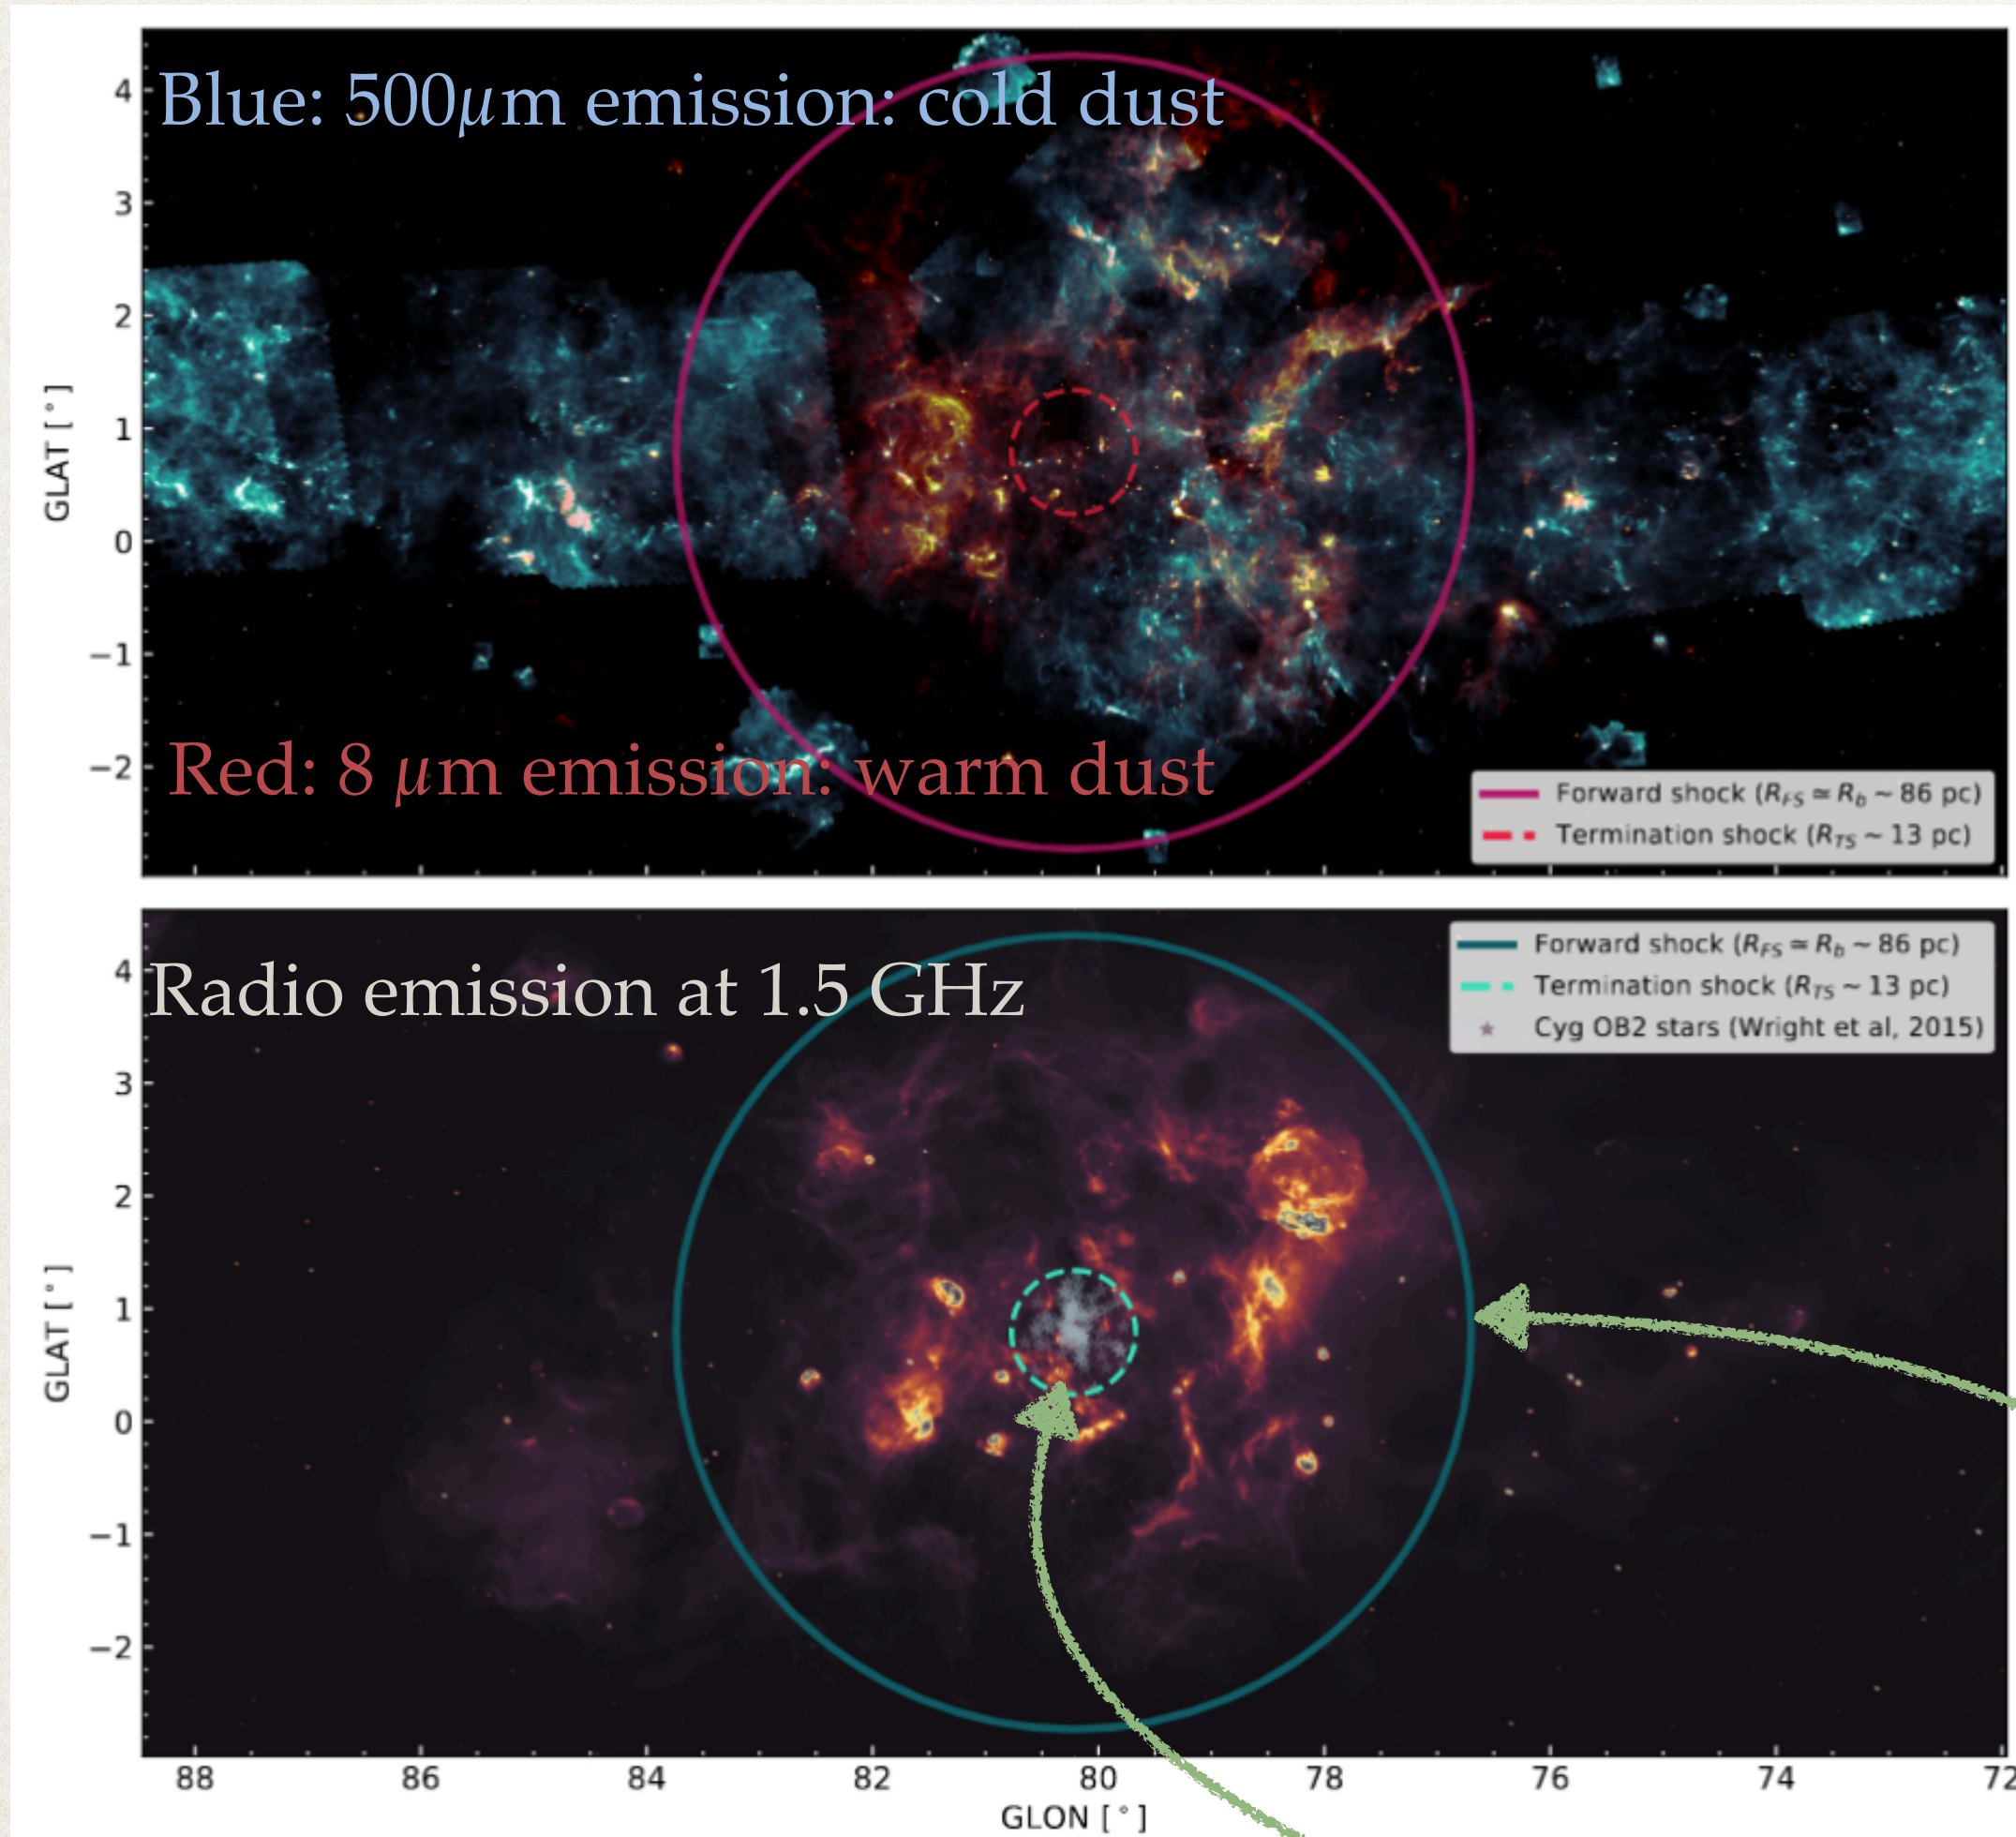 Blue: 500μm emission: cold dust
Red: 8 μm emission: warm dust
GLAT [°]
4
3
2
1
0
−1
−2
Forward shock (R_FS ≃ R_b ~ 86 pc)
Termination shock (R_TS ~ 13 pc)
Radio emission at 1.5 GHz
Forward shock (R_FS ≃ R_b ~ 86 pc)
Termination shock (R_TS ~ 13 pc)
Cyg OB2 stars (Wright et al, 2015)
GLAT [°]
4
3
2
1
0
−1
−2
88 86 84 82 80 78 76 74 72
GLON [°]